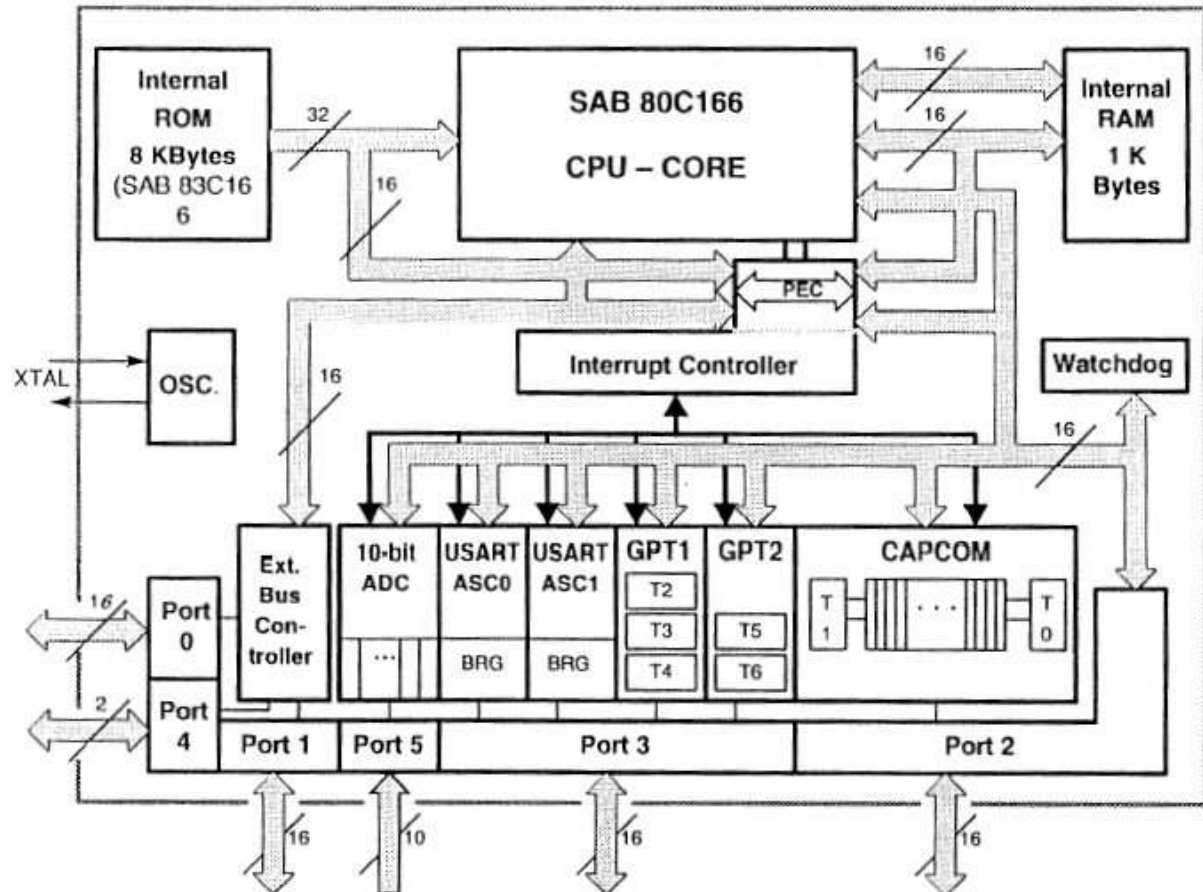 Internal
ROM
8 KBytes
(SAB 83C16
6
32
16
SAB 80C166
CPU – CORE
16
16
Internal
RAM
1 K
Bytes
PEC
Interrupt Controller
XTAL
OSC.
16
Watchdog
16
Ext.
Bus
Con-
troller
10-bit
ADC
...
USART
ASC0
BRG
USART
ASC1
BRG
GPT1
T2
T3
T4
GPT2
T5
T6
CAPCOM
T
1
...
T
0
16
Port
0
2
Port
4
Port 1
Port 5
Port 3
Port 2
16
10
16
16